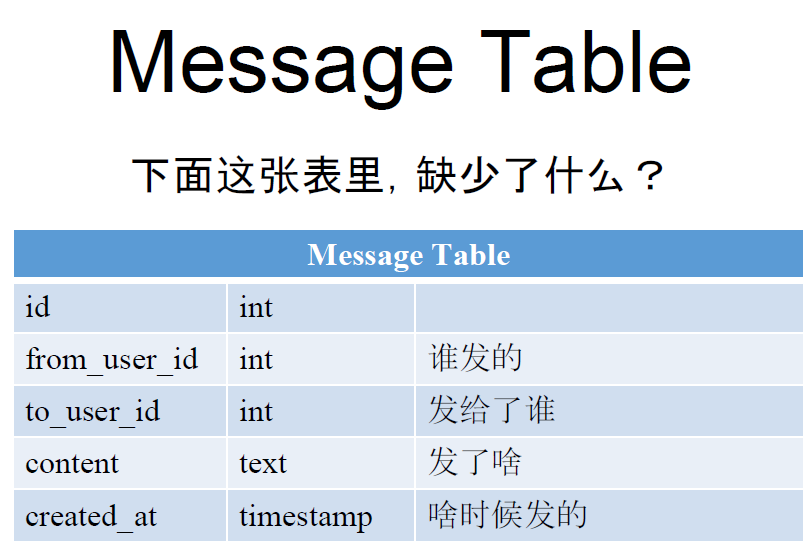 Message Table
下面这张表里，缺少了什么？
Message Table
id int
from_user_id int 谁发的
to_user_id int 发给了谁
content text 发了啥
created_at timestamp 啥时候发的